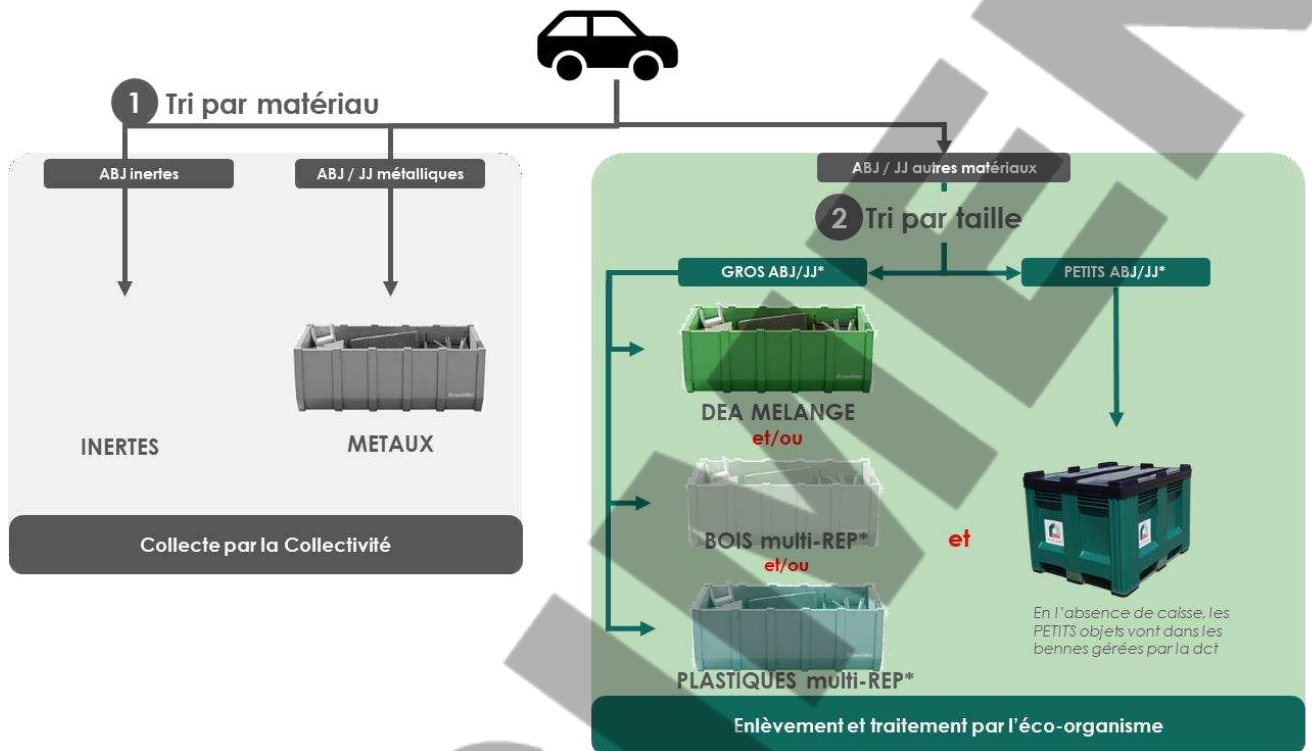 1 Tri par matériau
ABJ inertes
ABJ / JJ métalliques
INERTES
METAUX
Collecte par la Collectivité
ABJ / JJ autres matériaux
2 Tri par taille
GROS ABJ/JJ*
PETITS ABJ/JJ*
DEA MELANGE
et/ou
BOIS multi-REP*
et/ou
PLASTIQUES multi-REP*
et
En l'absence de caisse, les
PETITS objets vont dans les
bennes gérées par la dct
Enlèvement et traitement par l'éco-organisme